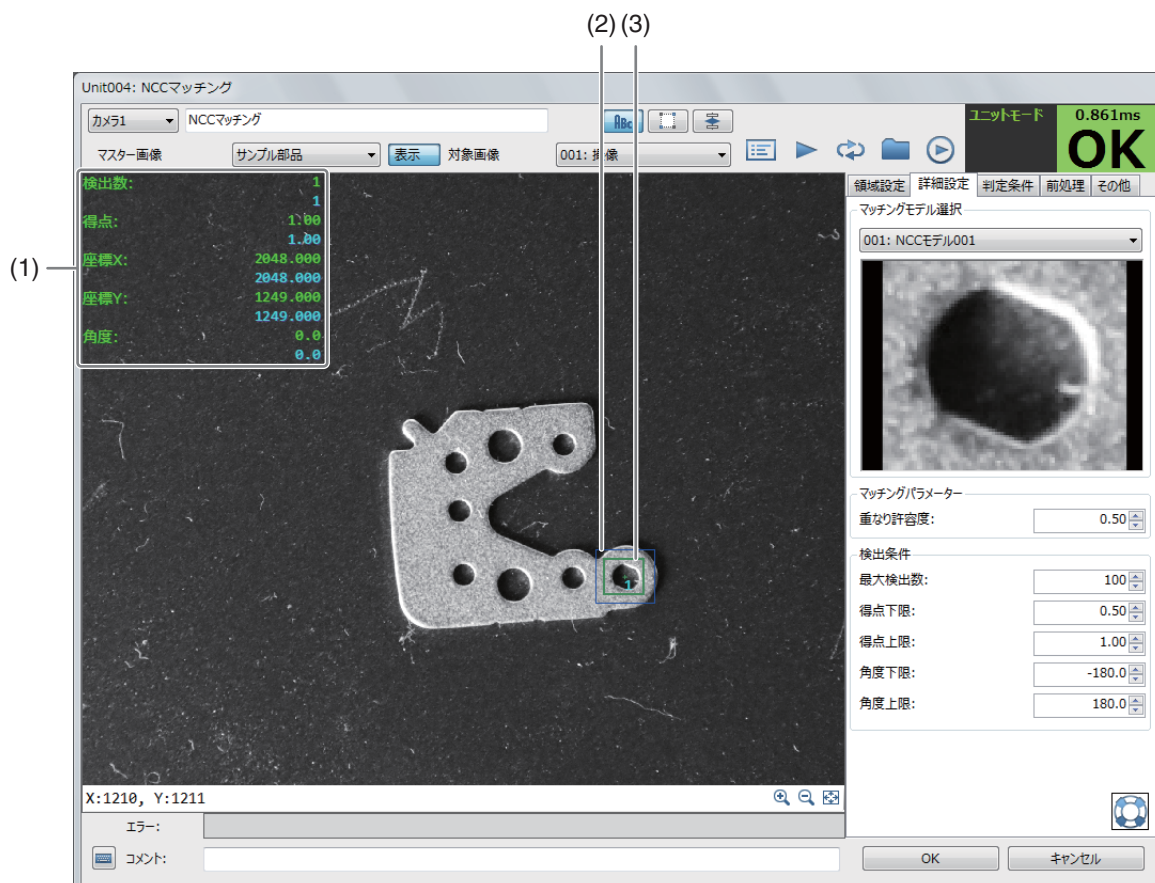 (2) (3)
(1)
Unit004: NCCマッチング
カメラ1 NCCマッチング ABC
マスター画像 サンプル部品 表示 対象画像 001: 撮像
ユニットモード 0.861ms
OK
検出数: 1
1
得点: 1.00
1.00
座標X: 2048.000
2048.000
座標Y: 1249.000
1249.000
角度: 0.0
0.0
1
領域設定 詳細設定 判定条件 前処理 その他
マッチングモデル選択
001: NCCモデル001
マッチングパラメーター
重なり許容度: 0.50
検出条件
最大検出数: 100
得点下限: 0.50
得点上限: 1.00
角度下限: -180.0
角度上限: 180.0
X:1210, Y:1211
エラー:
コメント:
OK キャンセル